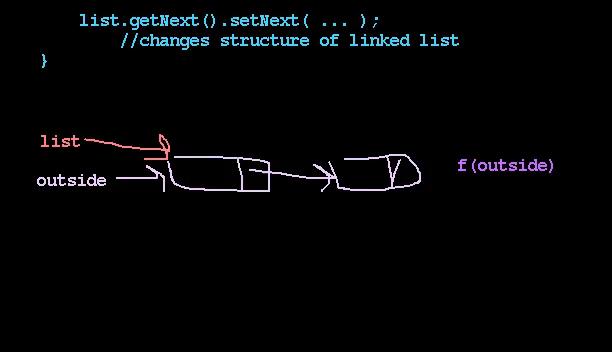 list.getNext().setNext( ... );
//changes structure of linked list
}
list
outside
f(outside)